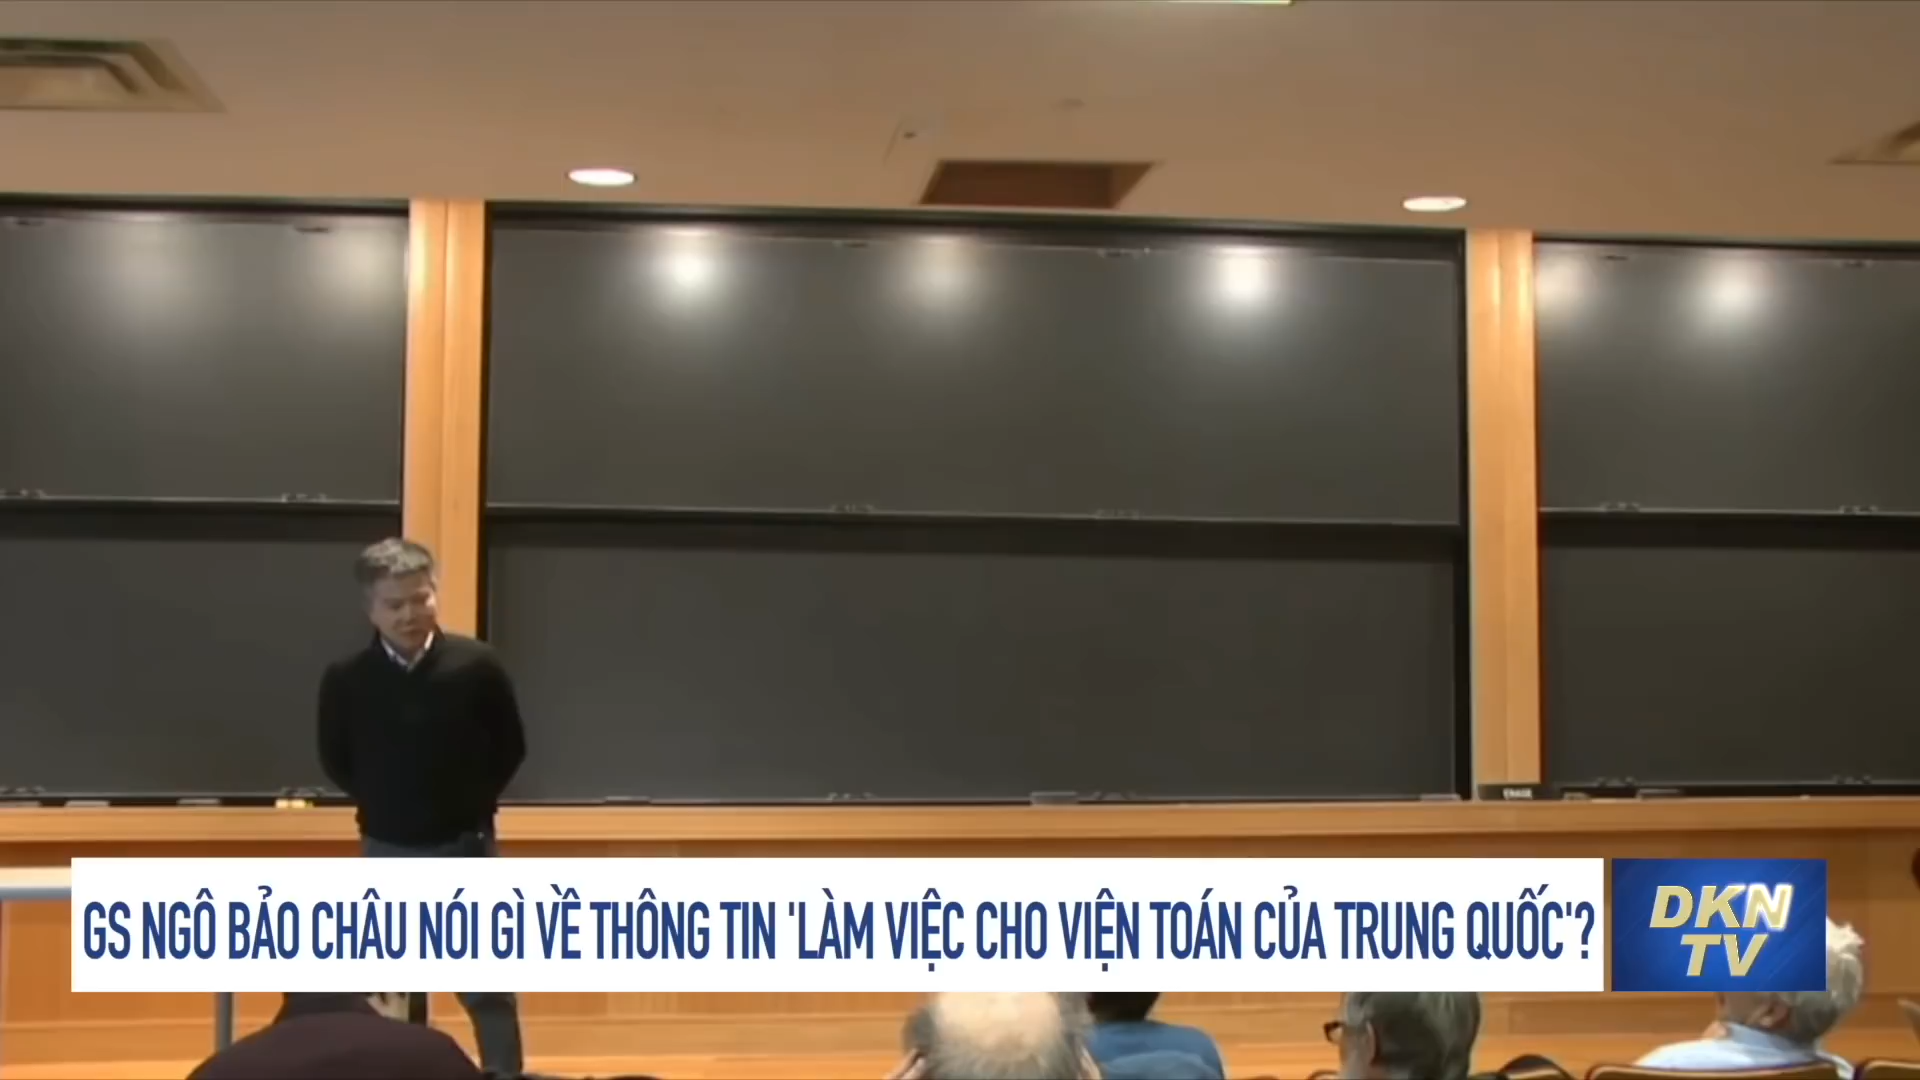 GS NGÔ BẢO CHÂU NÓI GÌ VỀ THÔNG TIN 'LÀM VIỆC CHO VIỆN TOÁN CỦA TRUNG QUỐC'?
DKN
TV